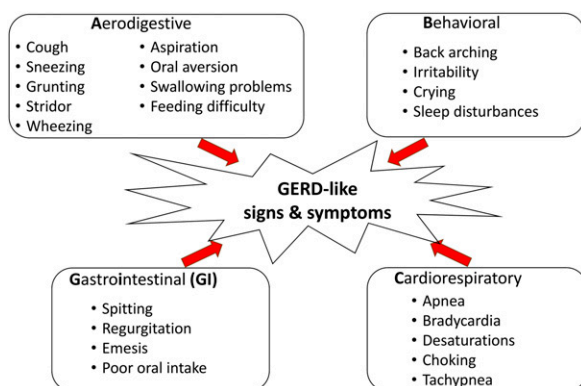 Aerodigestive
• Cough
• Sneezing
• Grunting
• Stridor
• Wheezing
• Aspiration
• Oral aversion
• Swallowing problems
• Feeding difficulty
Behavioral
• Back arching
• Irritability
• Crying
• Sleep disturbances
GERD-like
signs & symptoms
Gastrointestinal (GI)
• Spitting
• Regurgitation
• Emesis
• Poor oral intake
Cardiorespiratory
• Apnea
• Bradycardia
• Desaturations
• Choking
• Tachypnea